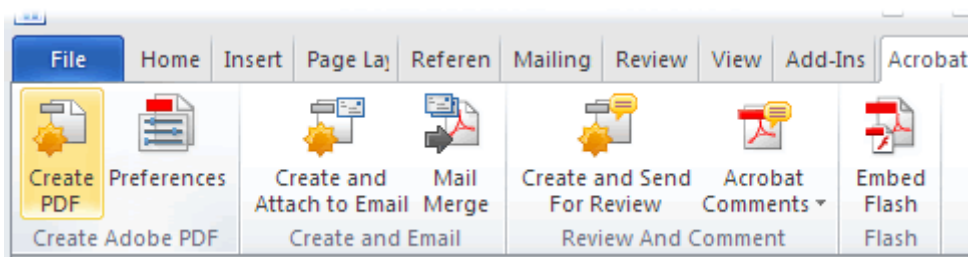 File Home Insert Page Lay Referen Mailing Review View Add-Ins Acrobat
Create Preferences Create and Mail Create and Send Acrobat Embed
PDF Attach to Email Merge For Review Comments Flash
Create Adobe PDF Create and Email Review And Comment Flash